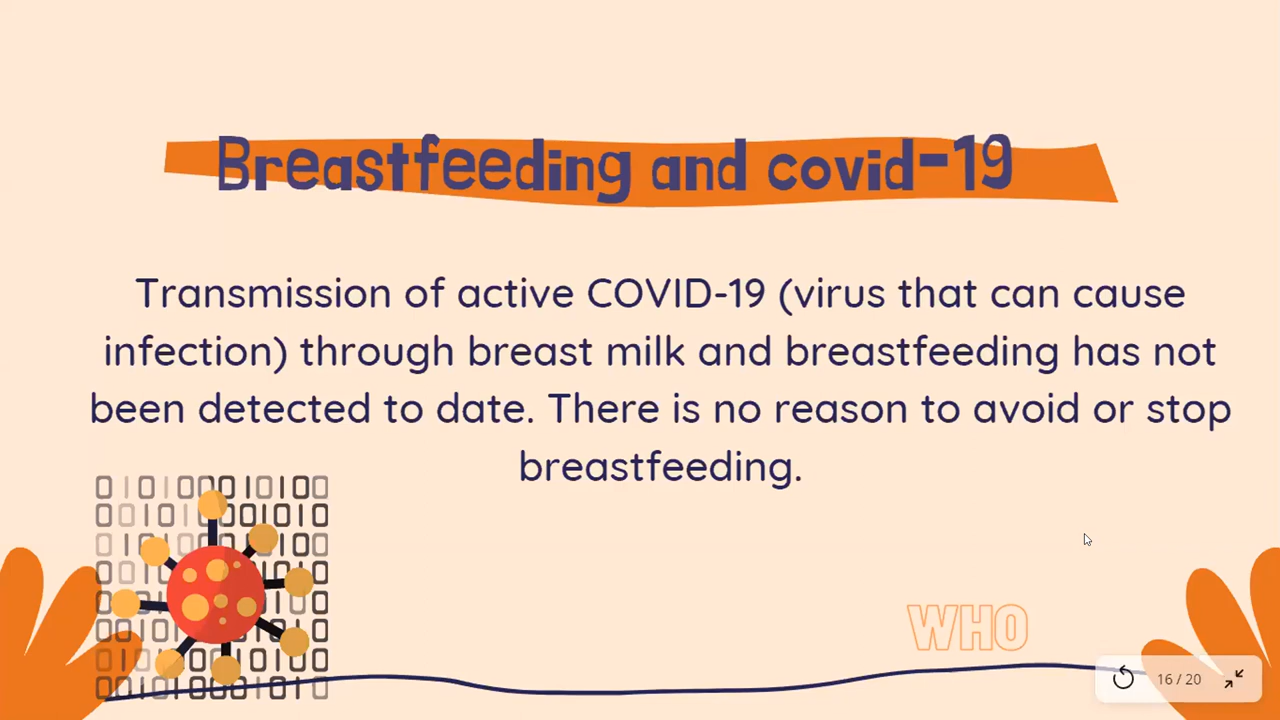 Breastfeeding and covid-19
Transmission of active COVID-19 (virus that can cause
infection) through breast milk and breastfeeding has not
been detected to date. There is no reason to avoid or stop
breastfeeding.
WHO
16 / 20